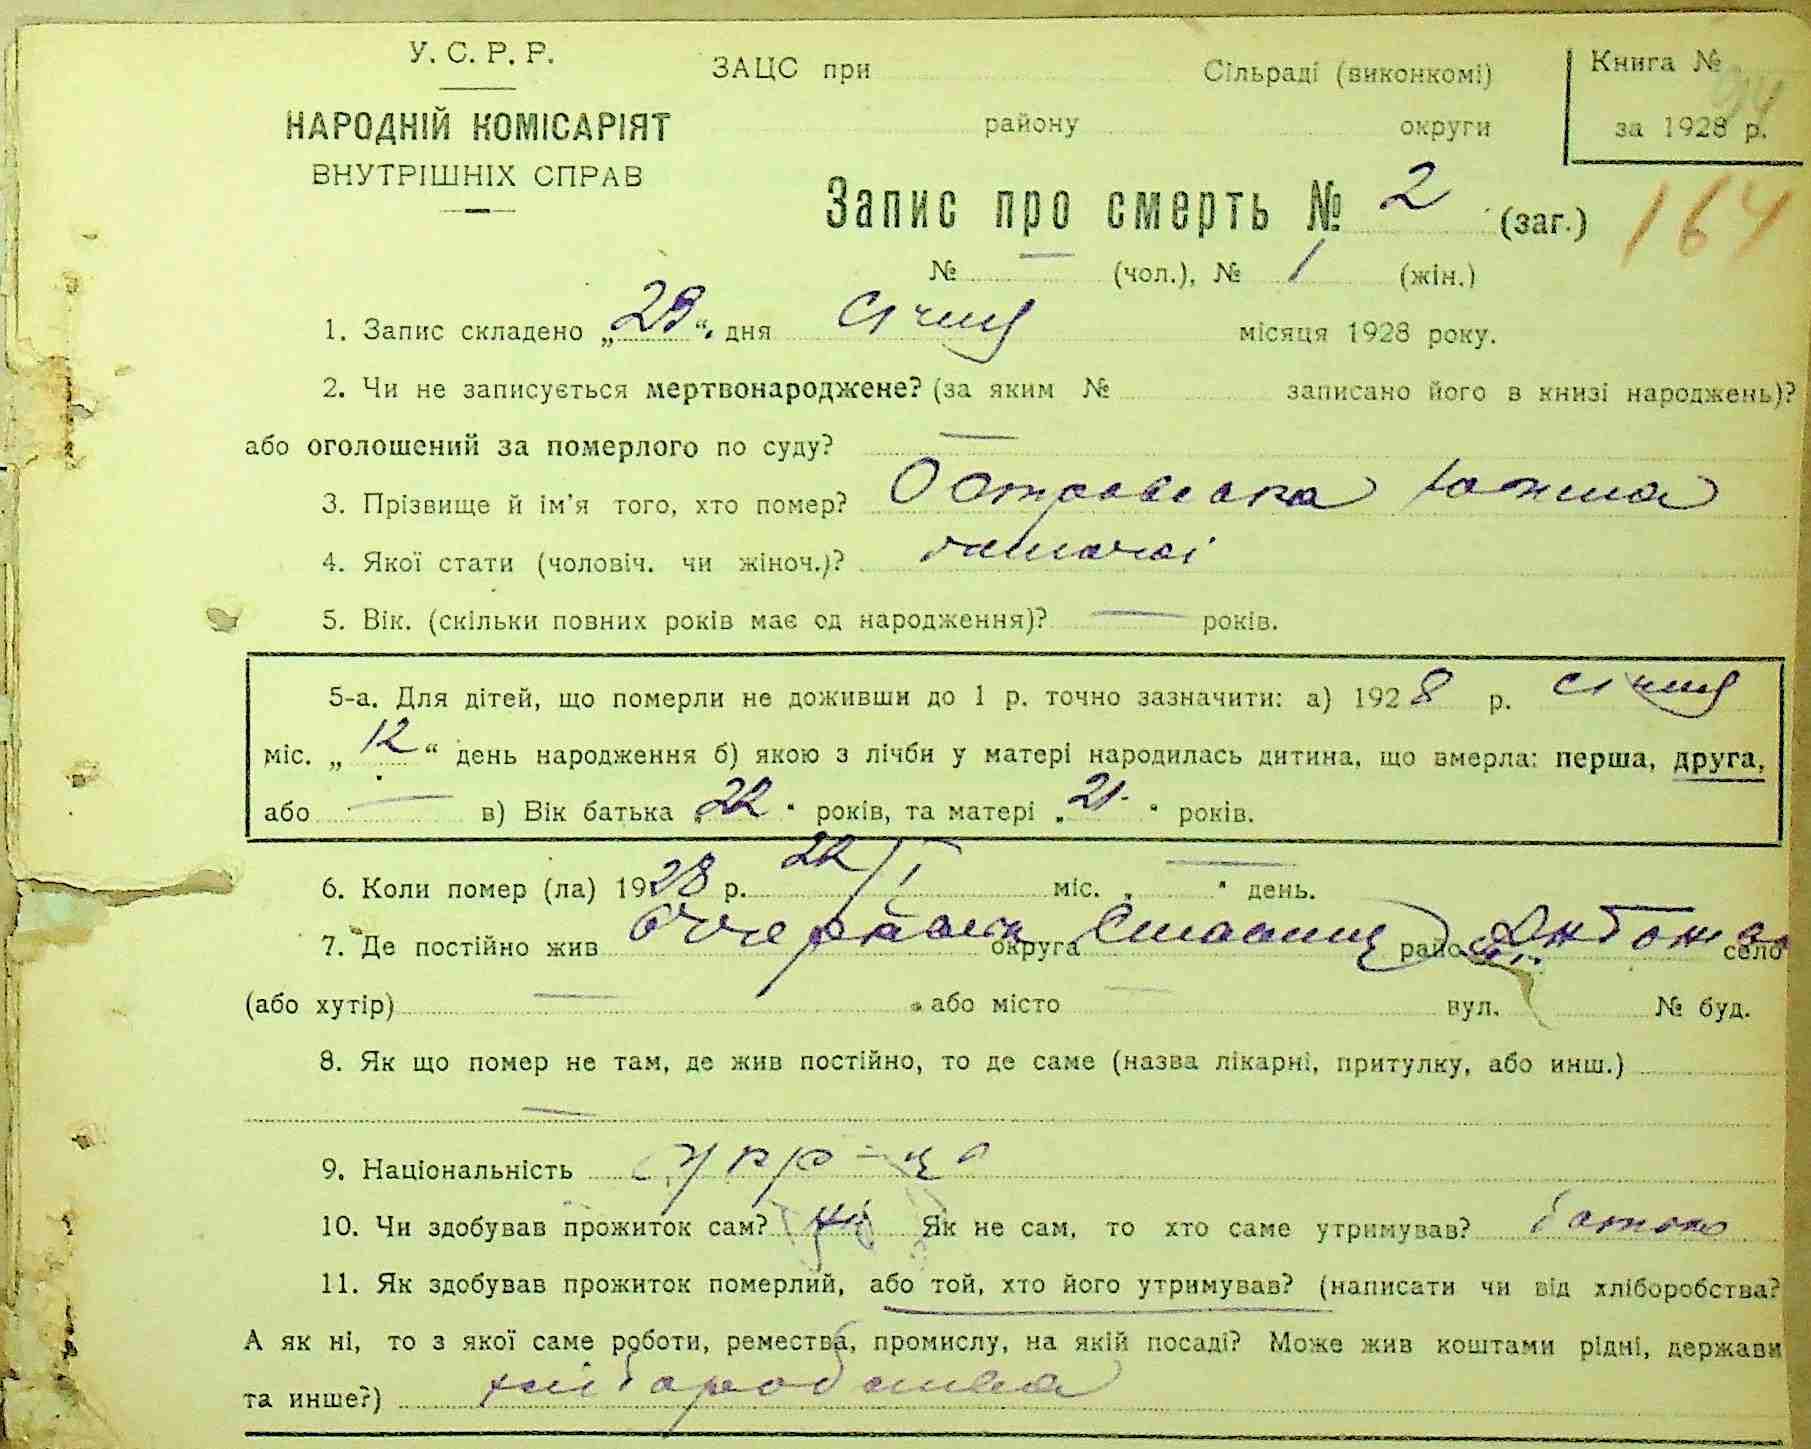 У. С. Р. Р.
НАРОДНІЙ КОМІСАРІЯТ
ВНУТРІШНІХ СПРАВ
ЗАЦС при Сільраді (виконкомі)
району округи
Книга № 94
за 1928 р.
Запис про смерть № 2 (заг.) 164
№ — (чол.), № 1 (жін.)
1. Запис складено „23“ дня січня місяця 1928 року.
2. Чи не записується мертвонароджене? (за яким № записано його в книзі народжень)?
або оголошений за померлого по суду? —
3. Прізвище й ім'я того, хто помер? Островська
4. Якої стати (чоловіч. чи жіноч.)?
5. Вік. (скільки повних років має од народження)? — років.
5-а. Для дітей, що померли не доживши до 1 р. точно зазначити: а) 1928 р. січня
міс. „12“ день народження б) якою з лічби у матері народилась дитина, що вмерла: перша, друга,
або — в) Вік батька „22“ років, та матері „21“ років.
6. Коли помер (ла) 1928 р. 22/I міс. „—“ день.
7. Де постійно жив округа район село
(або хутір) — або місто — вул. № буд.
8. Як що помер не там, де жив постійно, то де саме (назва лікарні, притулку, або инш.)
—
9. Національність укр-ка
10. Чи здобував прожиток сам? ні Як не сам, то хто саме утримував? батько
11. Як здобував прожиток померлий, або той, хто його утримував? (написати чи від хліборобства?
А як ні, то з якої саме роботи, ремества, промислу, на якій посаді? Може жив коштами рідні, держави
та инше?) хліборобства